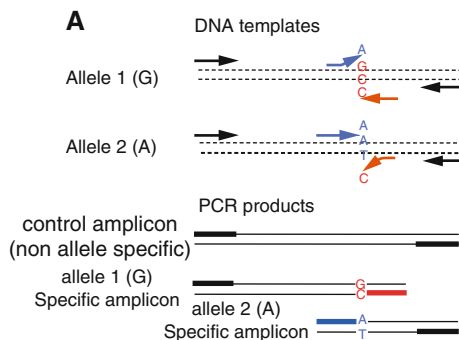 A
DNA templates
A
Allele 1 (G)
G
C
C
A
Allele 2 (A)
A
T
C
PCR products
control amplicon
(non allele specific)
allele 1 (G)
Specific amplicon
G
C
allele 2 (A)
Specific amplicon
A
T